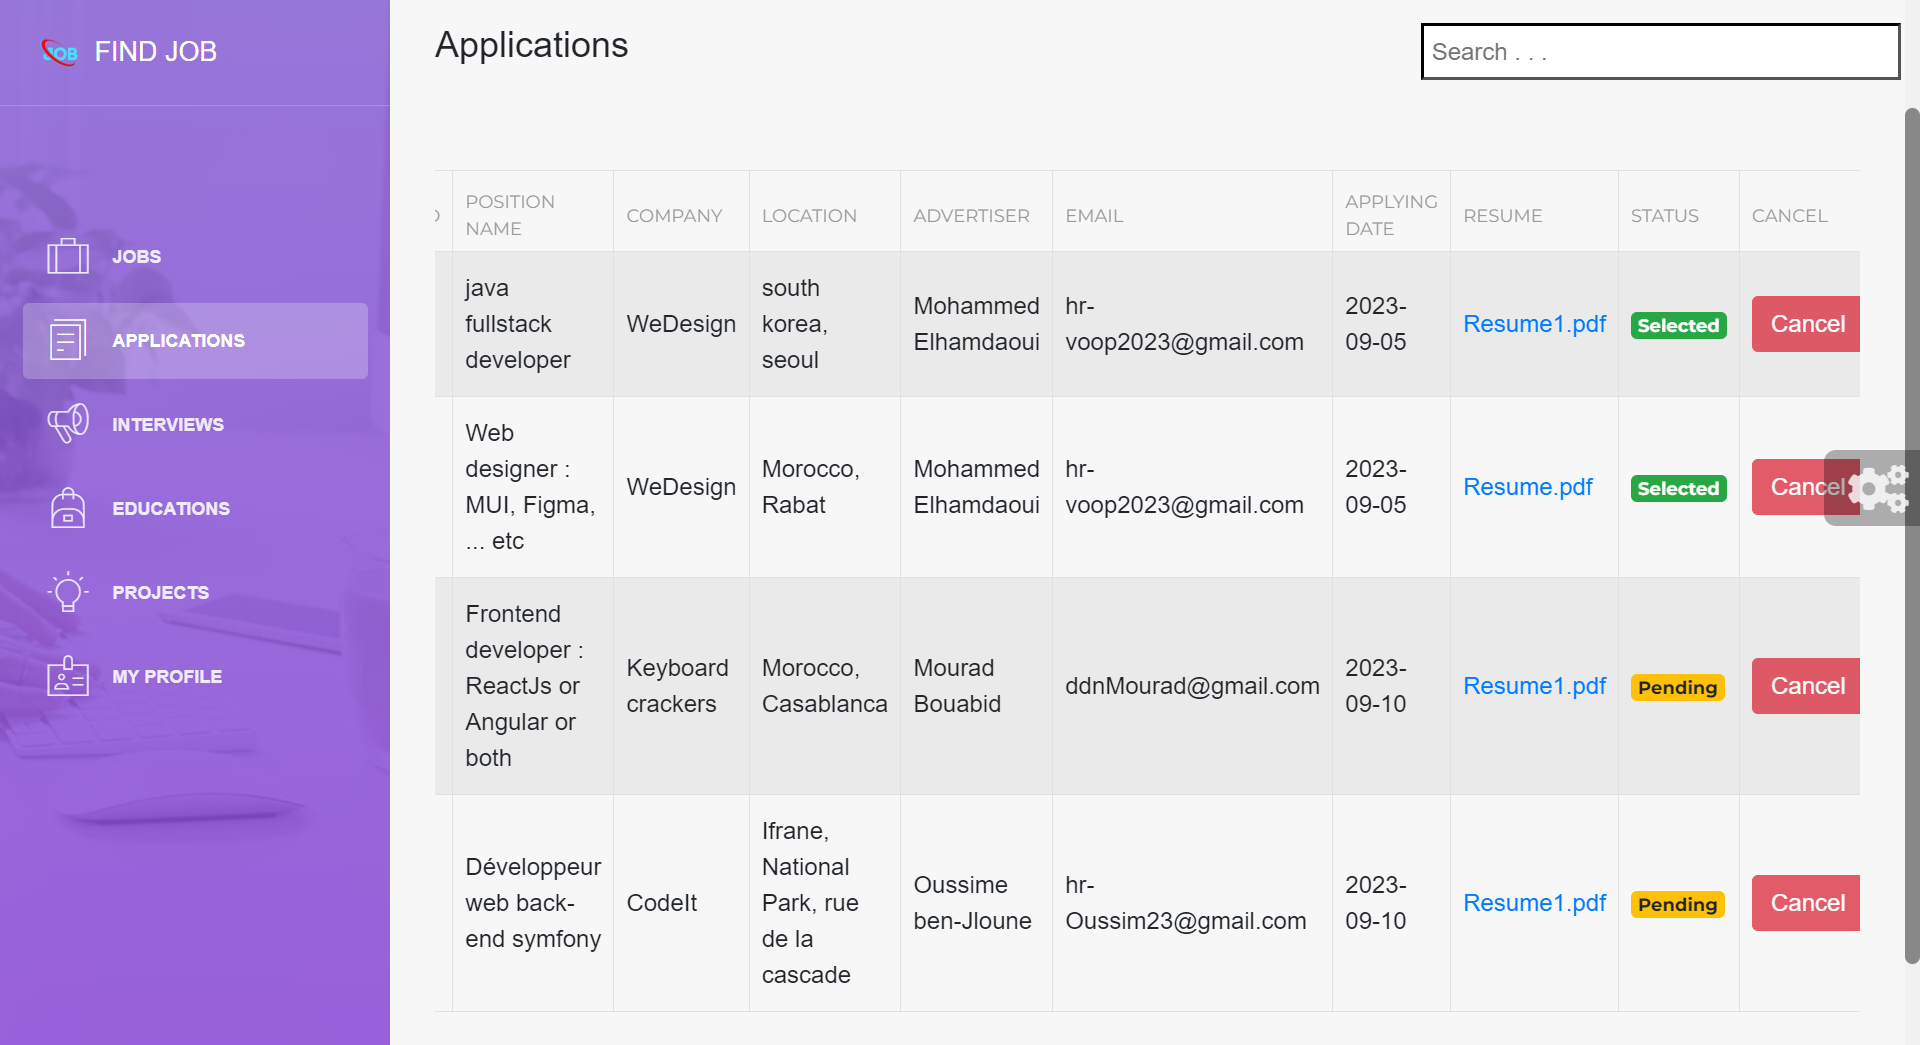 JOB FIND JOB
Applications
Search . . .
JOBS
APPLICATIONS
INTERVIEWS
EDUCATIONS
PROJECTS
MY PROFILE
POSITION NAME COMPANY LOCATION ADVERTISER EMAIL APPLYING DATE RESUME STATUS CANCEL
java fullstack developer WeDesign south korea, seoul Mohammed Elhamdaoui hr-voop2023@gmail.com 2023-09-05 Resume1.pdf Selected Cancel
Web designer : MUI, Figma, ... etc WeDesign Morocco, Rabat Mohammed Elhamdaoui hr-voop2023@gmail.com 2023-09-05 Resume.pdf Selected Cancel
Frontend developer : ReactJs or Angular or both Keyboard crackers Morocco, Casablanca Mourad Bouabid ddnMourad@gmail.com 2023-09-10 Resume1.pdf Pending Cancel
Développeur web back-end symfony CodeIt Ifrane, National Park, rue de la cascade Oussime ben-Jloune hr-Oussim23@gmail.com 2023-09-10 Resume1.pdf Pending Cancel